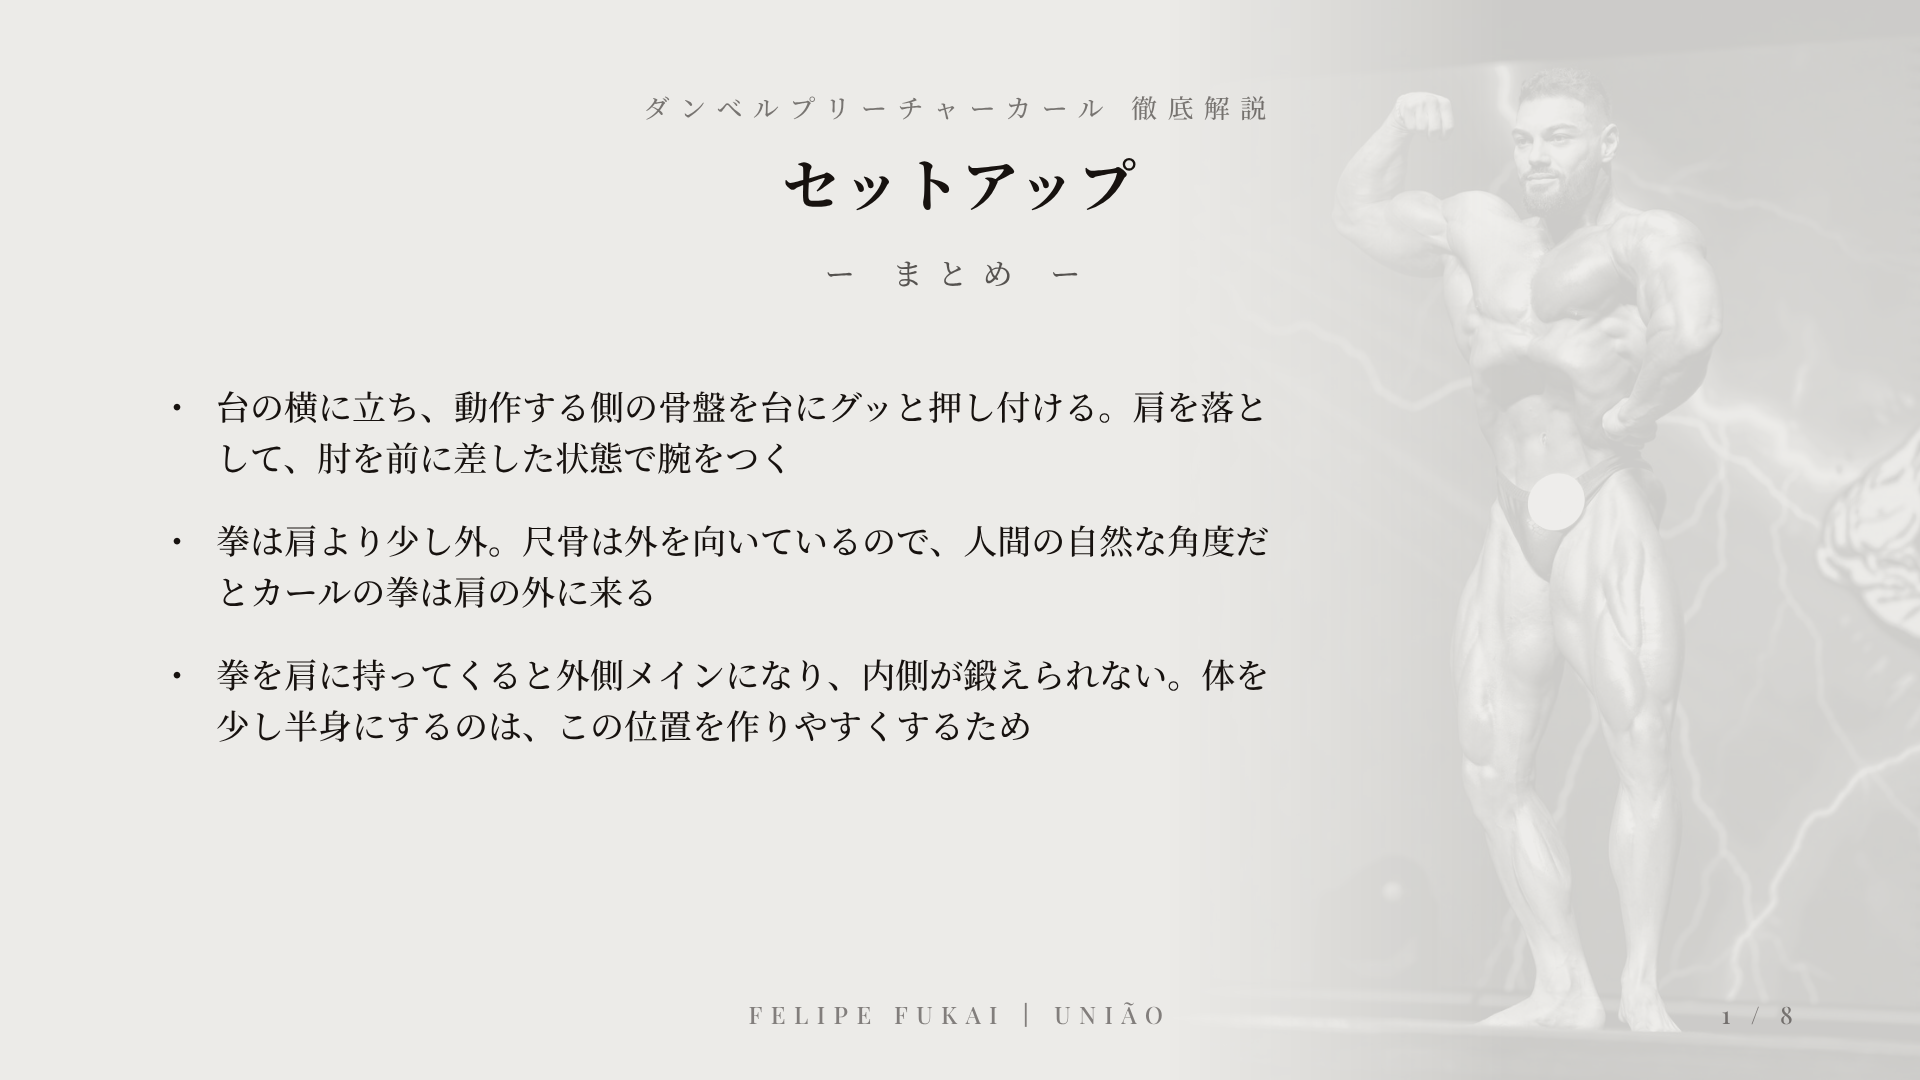 ダンベルプリーチャーカール 徹底解説
セットアップ
ー まとめ ー
・ 台の横に立ち、動作する側の骨盤を台にグッと押し付ける。肩を落と
して、肘を前に差した状態で腕をつく
・ 拳は肩より少し外。尺骨は外を向いているので、人間の自然な角度だ
とカールの拳は肩の外に来る
・ 拳を肩に持ってくると外側メインになり、内側が鍛えられない。体を
少し半身にするのは、この位置を作りやすくするため
FELIPE FUKAI | UNIÃO
1 / 8